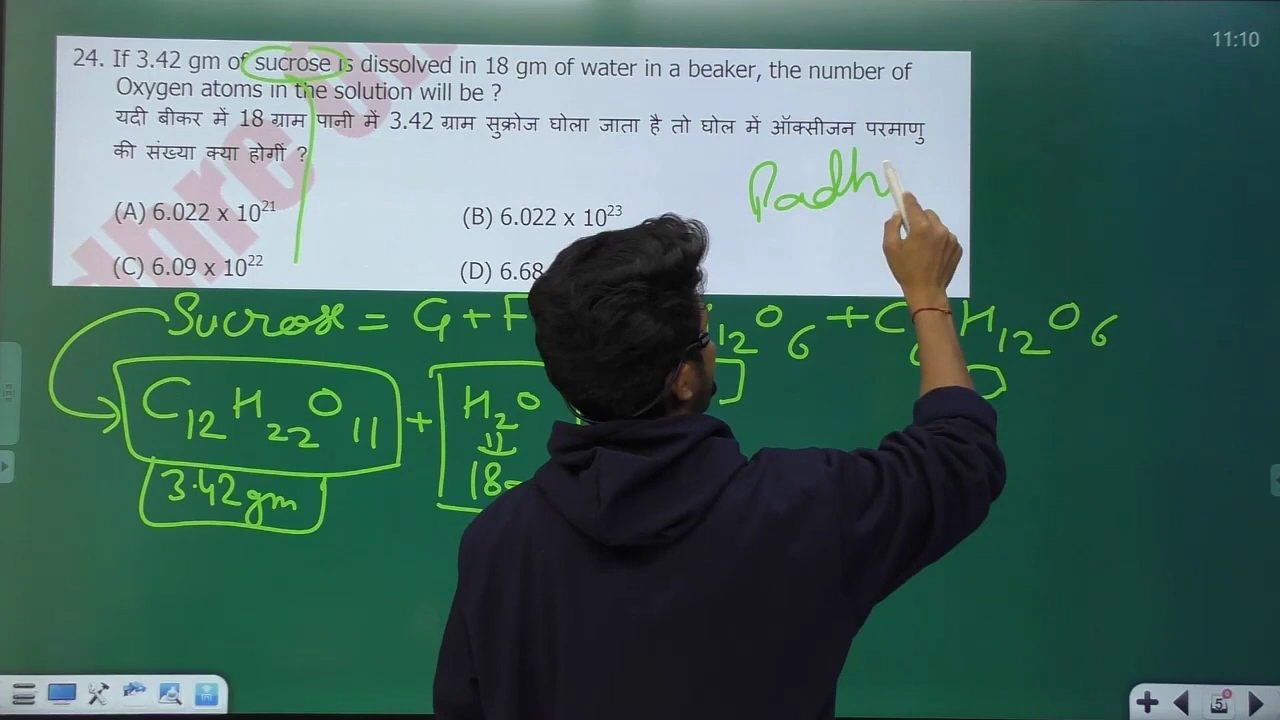 11:10
24. If 3.42 gm of sucrose is dissolved in 18 gm of water in a beaker, the number of
Oxygen atoms in the solution will be ?
यदी बीकर में 18 ग्राम पानी में 3.42 ग्राम सुक्रोज घोला जाता है तो घोल में ऑक्सीजन परमाणु
की संख्या क्या होगीं ?
(A) 6.022 x 10²¹
(B) 6.022 x 10²³
(C) 6.09 x 10²²
(D) 6.68
Padh
Sucrose = G + F ₁₂O₆ + C₆H₁₂O₆
C₁₂H₂₂O₁₁ + H₂O
3.42 gm
18
5